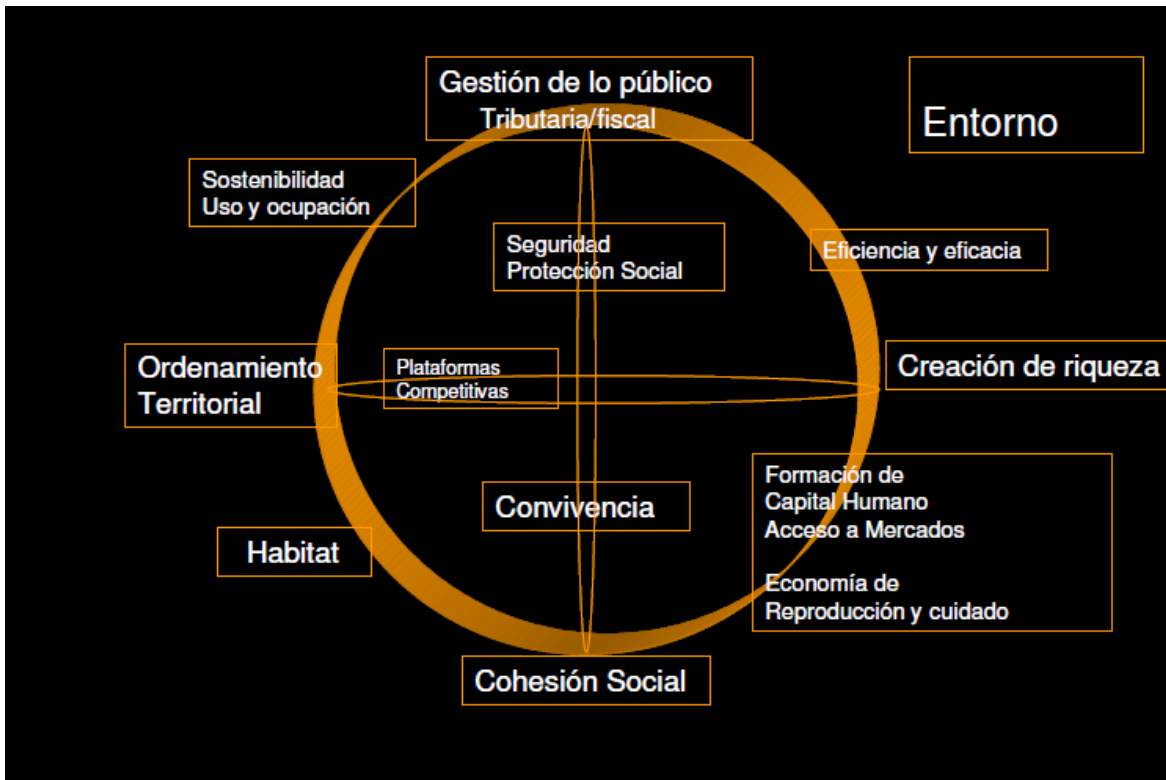 Gestión de lo público
Tributaria/fiscal
Entorno
Sostenibilidad
Uso y ocupación
Seguridad
Protección Social
Eficiencia y eficacia
Ordenamiento
Territorial
Plataformas
Competitivas
Creación de riqueza
Formación de
Capital Humano
Acceso a Mercados
Economía de
Reproducción y cuidado
Convivencia
Habitat
Cohesión Social